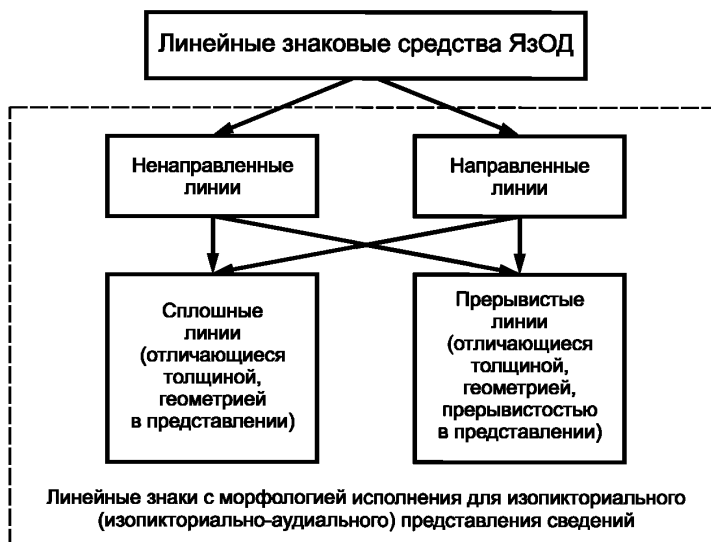 Линейные знаковые средства ЯзОД
Ненаправленные
линии
Направленные
линии
Сплошные
линии
(отличающиеся
толщиной,
геометрией
в представлении)
Прерывистые
линии
(отличающиеся
толщиной,
геометрией,
прерывистостью
в представлении)
Линейные знаки с морфологией исполнения для изопикториального
(изопикториально-аудиального) представления сведений